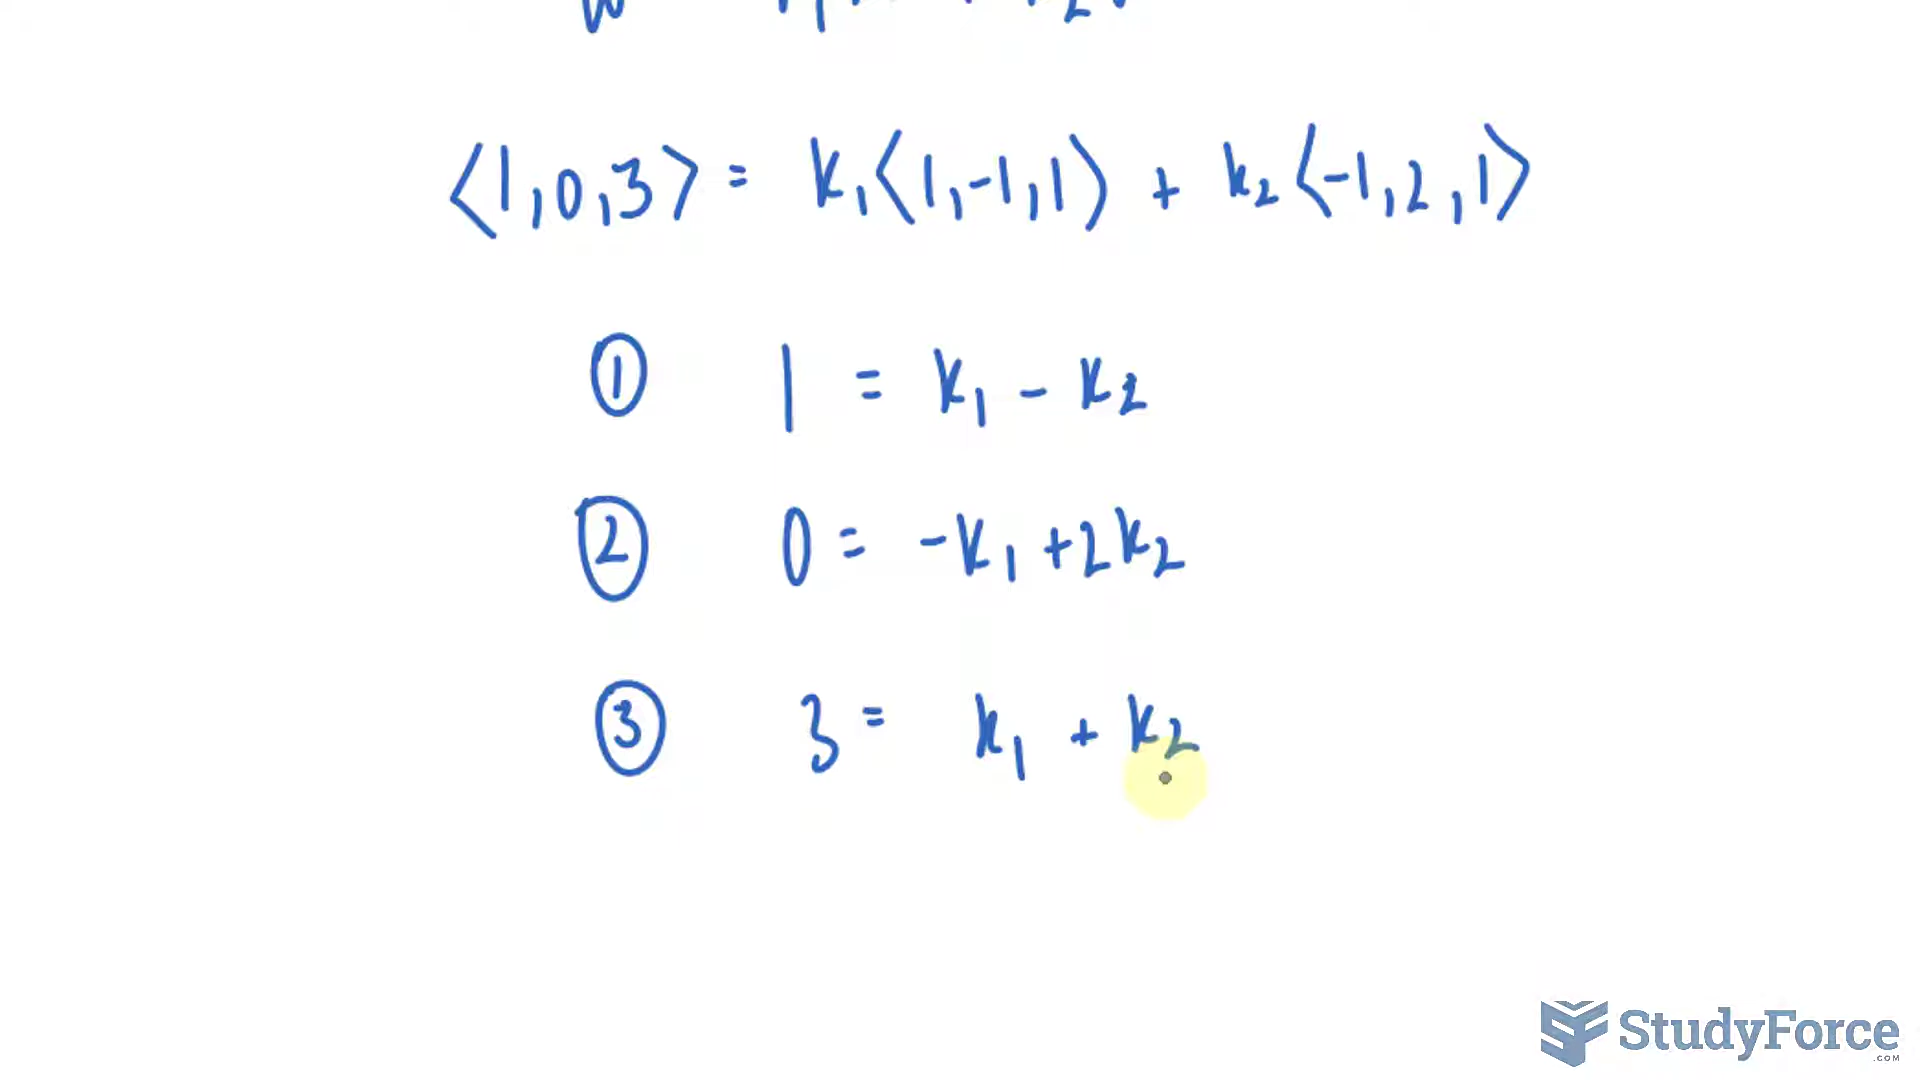 ⟨1,0,3⟩ = k₁⟨1,-1,1⟩ + k₂⟨-1,2,1⟩
① 1 = k₁ - k₂
② 0 = -k₁ + 2k₂
③ 3 = k₁ + k₂
StudyForce
.COM